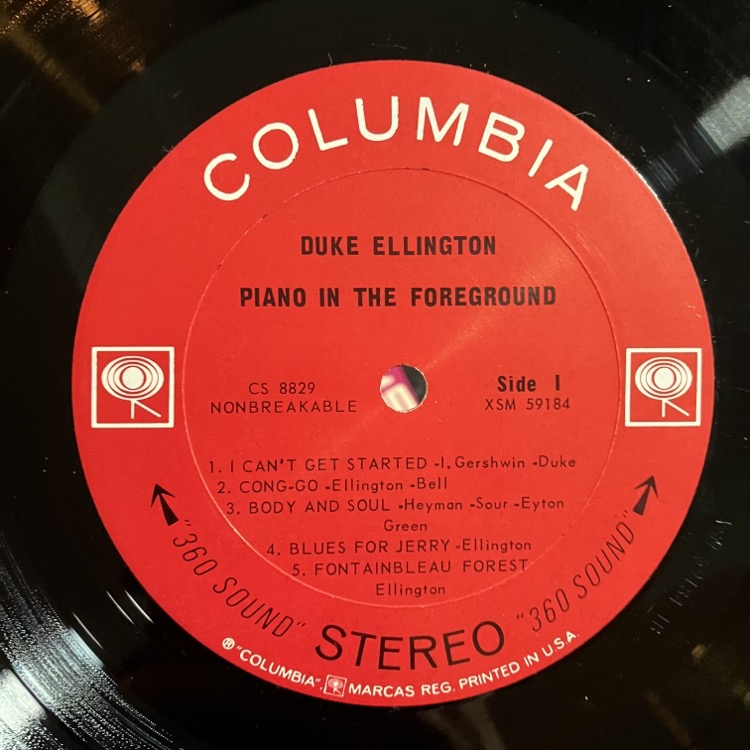 COLUMBIA
DUKE ELLINGTON
PIANO IN THE FOREGROUND
CS 8829
NONBREAKABLE
Side 1
XSM 59184
1. I CAN'T GET STARTED -I. Gershwin -Duke
2. CONG-GO -Ellington -Bell
3. BODY AND SOUL -Heyman -Sour -Eyton
Green
4. BLUES FOR JERRY -Ellington
5. FONTAINBLEAU FOREST
Ellington
"360 SOUND" STEREO "360 SOUND"
® "COLUMBIA", MARCAS REG. PRINTED IN U.S.A.